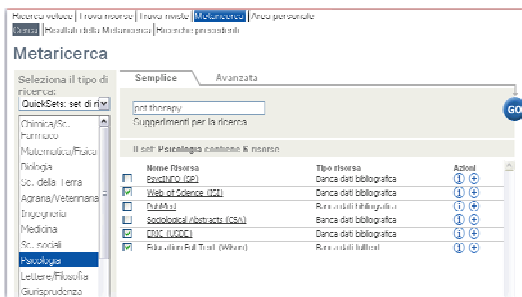 Ricerca veloce | Trova risorse | Trova riviste | Metaricerca | Area personale
Cerca | Risultati della Metaricerca | Ricerche precedenti
Metaricerca
Seleziona il tipo di ricerca:
QuickSets: set di ri
Chimica/Sc. Farmaco
Matematica/Fisica
Biologia
Sc. della Terra
Agraria/Veterinaria
Ingegneria
Medicina
Sc. sociali
Psicologia
Lettere/Filosofia
Giurisprudenza
Semplice Avanzata
therapy
GO
Suggerimenti per la ricerca
Il set: Psicologia contiene 6 risorse
Nome Risorsa Tipo risorsa Azioni
PsycINFO (SP) Banca dati bibliografica
Web of Science (ISI) Banca dati bibliografica
PubMed Banca dati bibliografica
Sociological Abstracts (CSA) Banca dati bibliografica
ERIC (USDE) Banca dati bibliografica
Education Full Text (Wilson) Banca dati fulltext